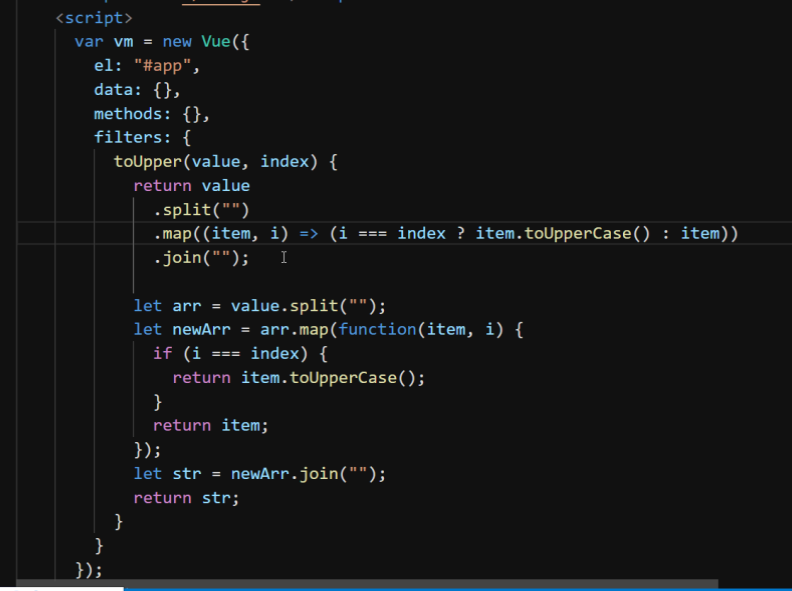 <script>
var vm = new Vue({
el: "#app",
data: {},
methods: {},
filters: {
toUpper(value, index) {
return value
.split("")
.map((item, i) => (i === index ? item.toUpperCase() : item))
.join("");
let arr = value.split("");
let newArr = arr.map(function(item, i) {
if (i === index) {
return item.toUpperCase();
}
return item;
});
let str = newArr.join("");
return str;
}
}
});